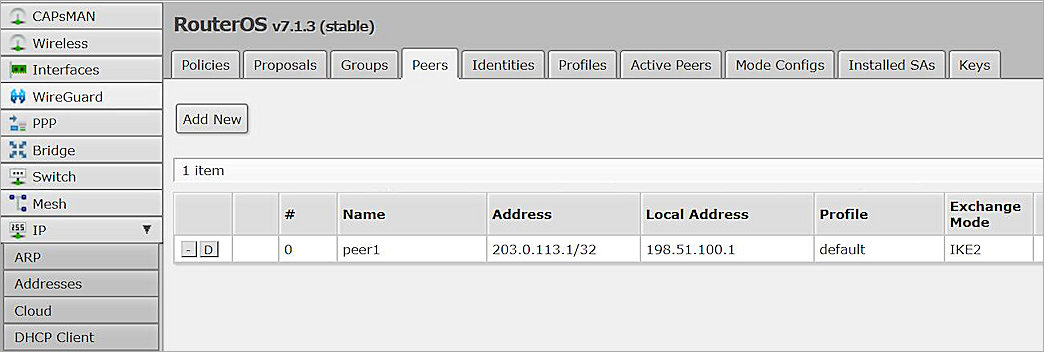 CAPsMAN
Wireless
Interfaces
WireGuard
PPP
Bridge
Switch
Mesh
IP
ARP
Addresses
Cloud
DHCP Client
RouterOS v7.1.3 (stable)
Policies Proposals Groups Peers Identities Profiles Active Peers Mode Configs Installed SAs Keys
Add New
1 item
# Name Address Local Address Profile Exchange Mode
- D 0 peer1 203.0.113.1/32 198.51.100.1 default IKE2